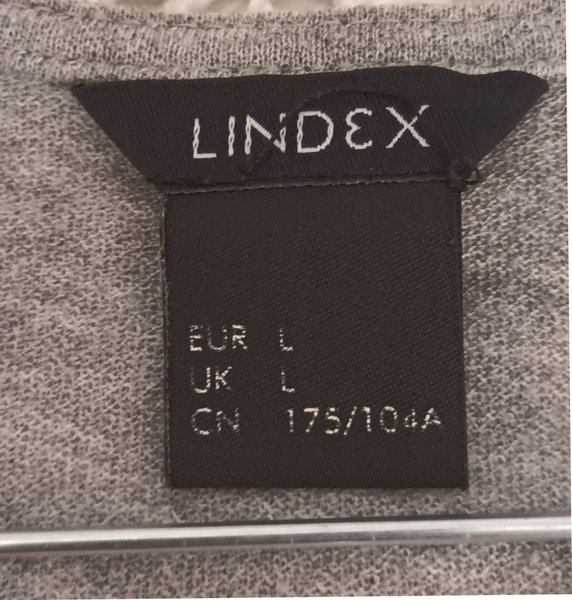 LINDEX
EUR L
UK L
CN 175/104A